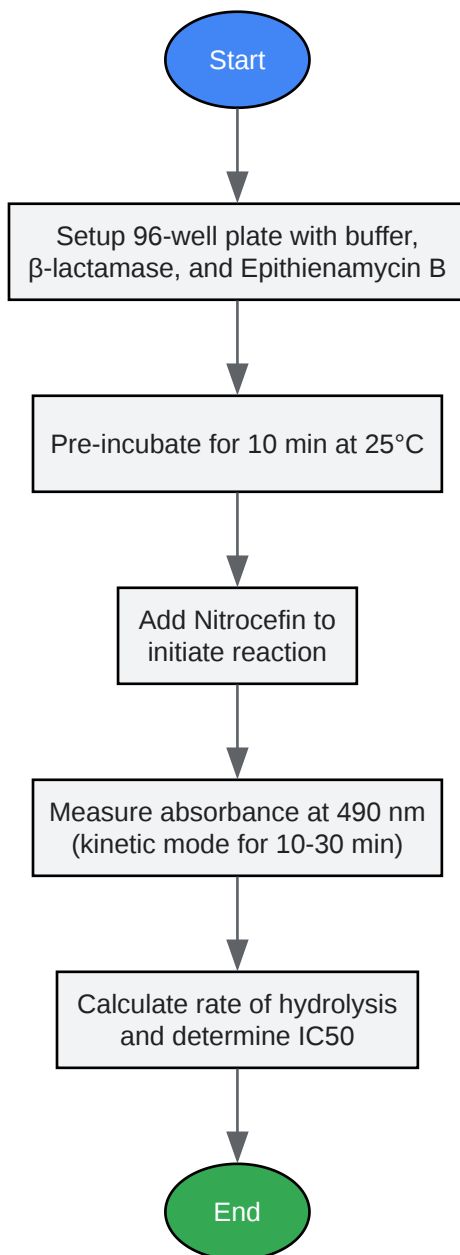 Start
Setup 96-well plate with buffer,
β-lactamase, and Epithienamycin B
Pre-incubate for 10 min at 25°C
Add Nitrocefin to
initiate reaction
Measure absorbance at 490 nm
(kinetic mode for 10-30 min)
Calculate rate of hydrolysis
and determine IC50
End